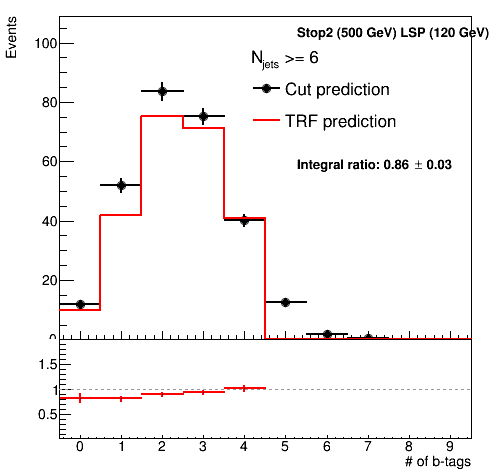 Stop2 (500 GeV) LSP (120 GeV)
Events
N_jets >= 6
Cut prediction
TRF prediction
Integral ratio: 0.86 ± 0.03
100
80
60
40
20
0
1.5
1
0.5
0 1 2 3 4 5 6 7 8 9
# of b-tags